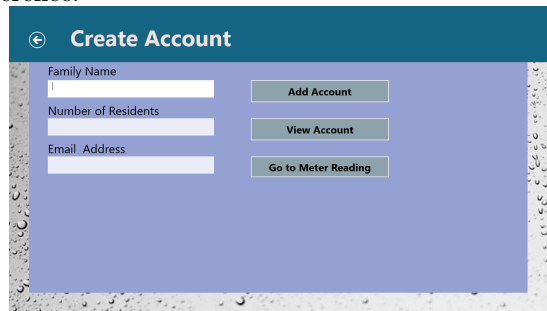 Create Account
Family Name
Add Account
Number of Residents
View Account
Email Address
Go to Meter Reading